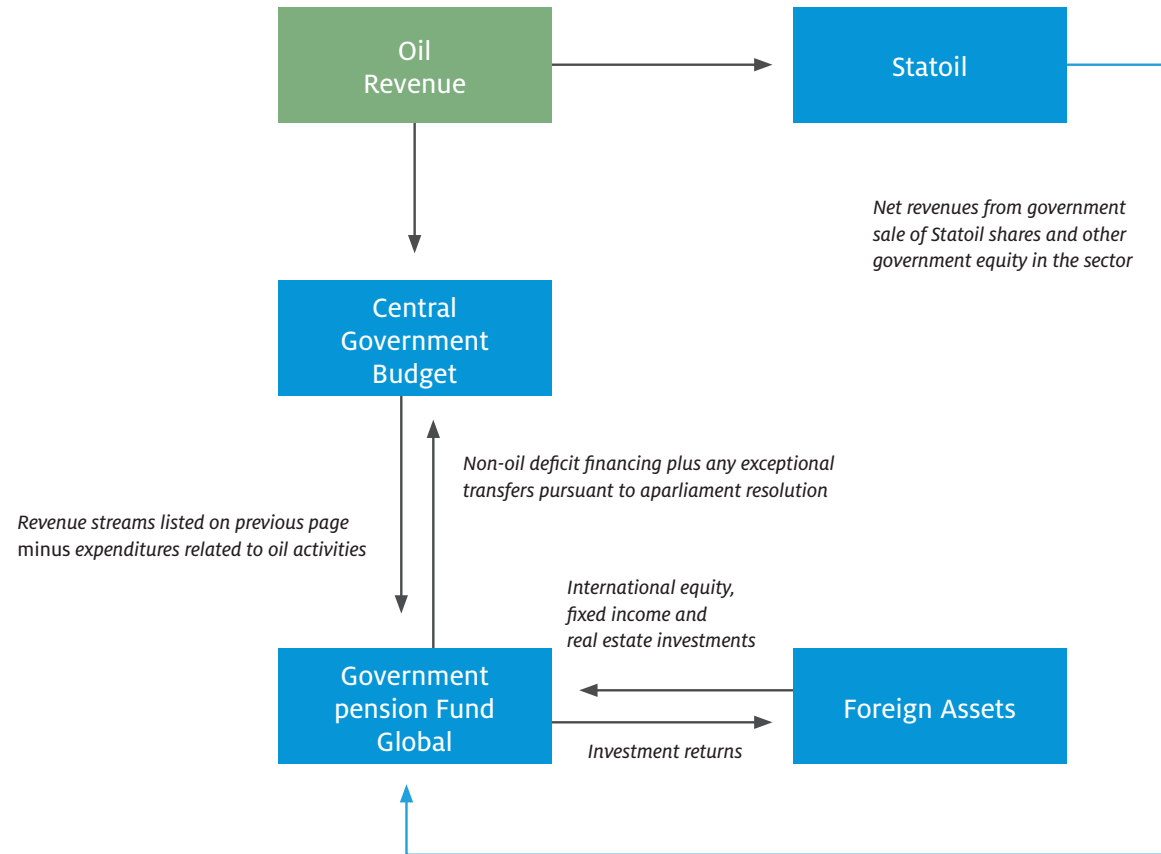 Oil
Revenue
Statoil
Net revenues from government
sale of Statoil shares and other
government equity in the sector
Central
Government
Budget
Non-oil deficit financing plus any exceptional
transfers pursuant to aparliament resolution
Revenue streams listed on previous page
minus expenditures related to oil activities
International equity,
fixed income and
real estate investments
Government
pension Fund
Global
Foreign Assets
Investment returns